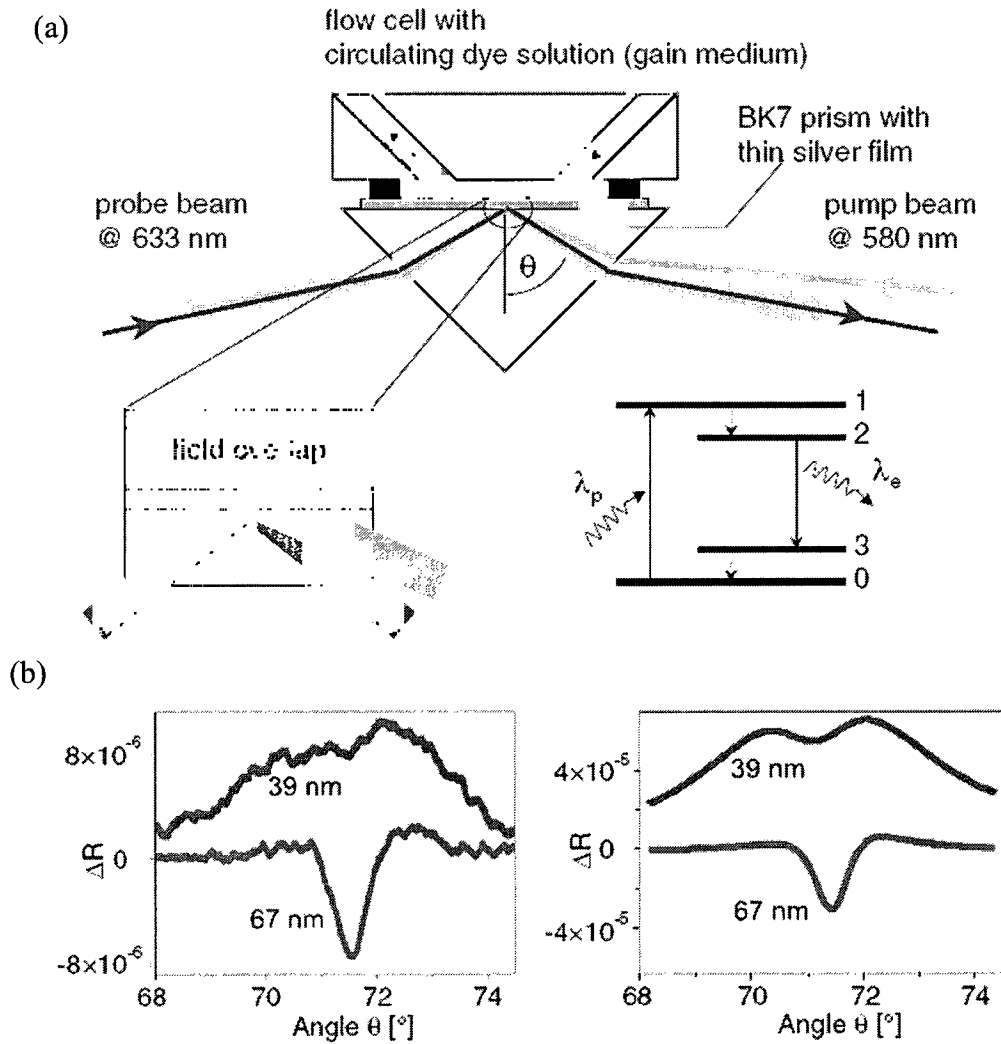 (a)
flow cell with
circulating dye solution (gain medium)
BK7 prism with
thin silver film
probe beam
@ 633 nm
pump beam
@ 580 nm
θ
field overlap
1
2
λp
λe
3
0
(b)
8×10⁻⁶
0
-8×10⁻⁶
ΔR
39 nm
67 nm
68
70
72
74
Angle θ [°]
4×10⁻⁵
0
-4×10⁻⁵
ΔR
39 nm
67 nm
68
70
72
74
Angle θ [°]